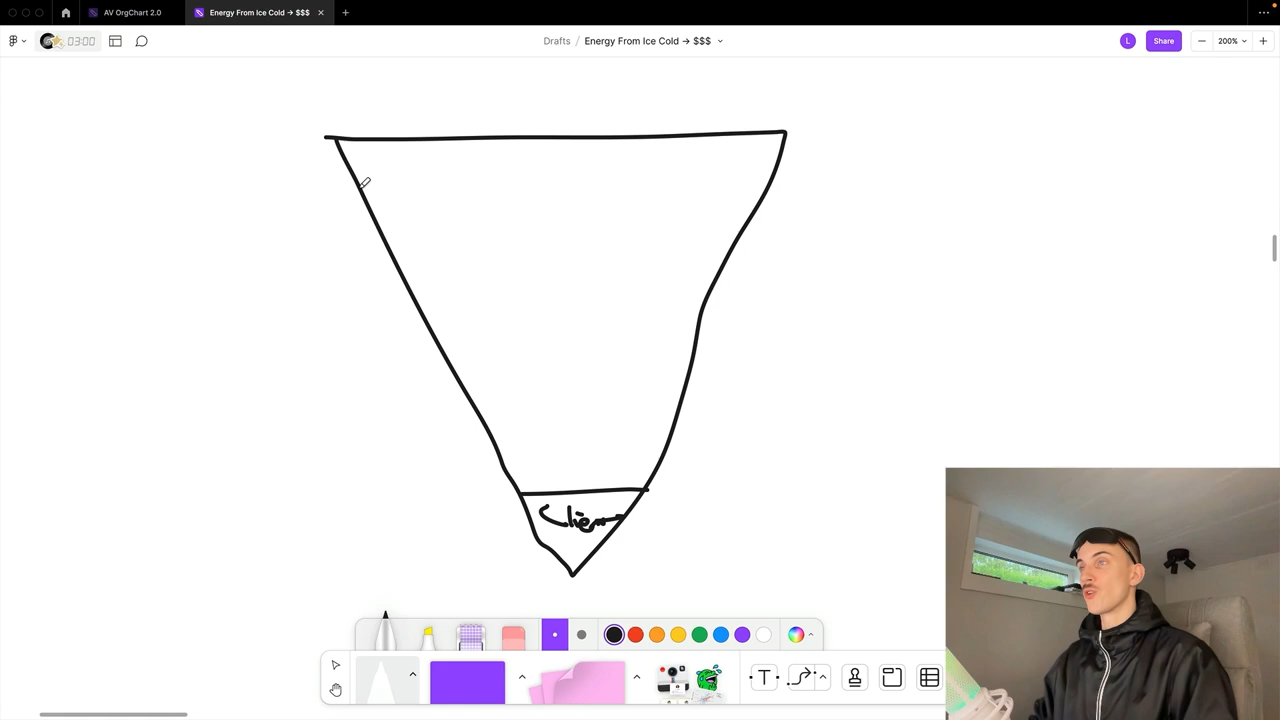 AV OrgChart 2.0
Energy From Ice Cold → $$$
03:00
Drafts / Energy From Ice Cold → $$$
L
Share
200%
Client
T